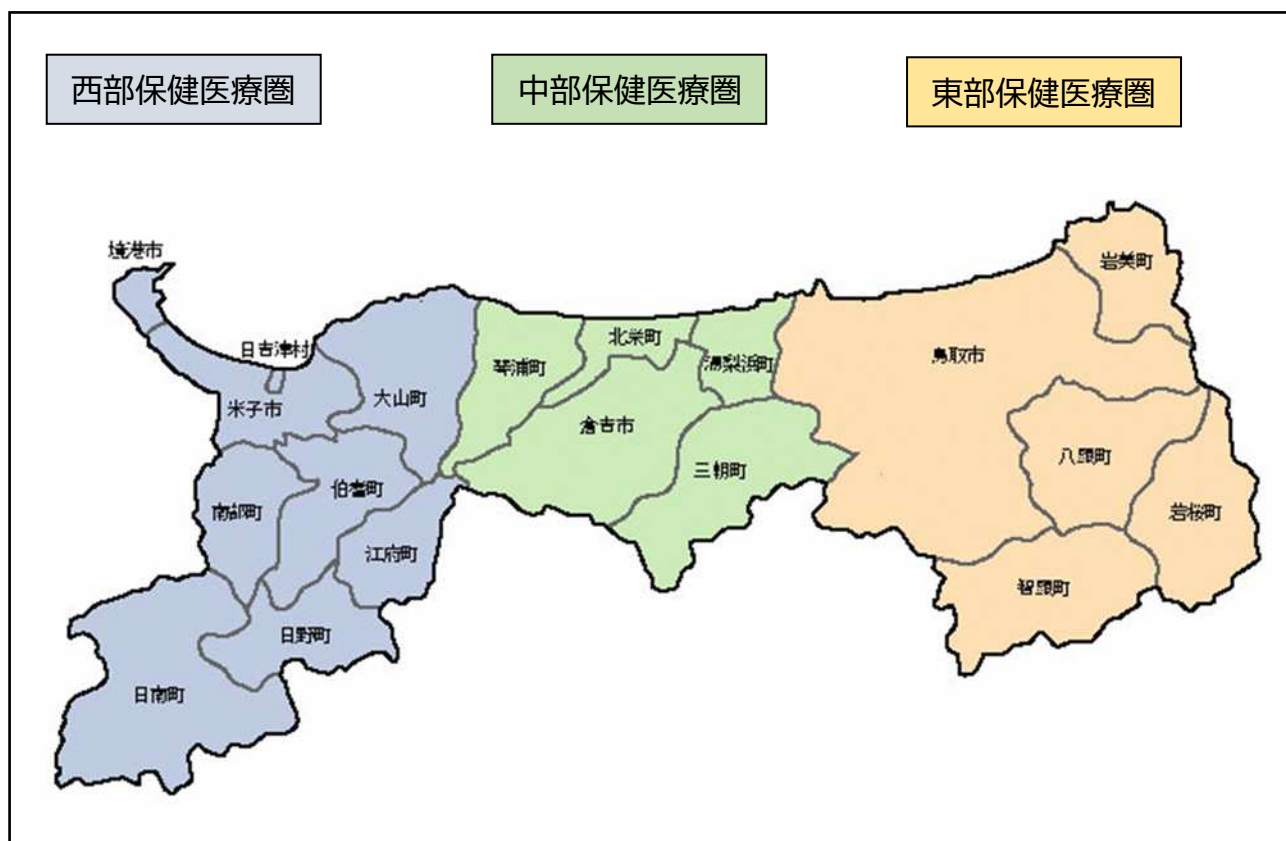 西部保健医療圏
中部保健医療圏
東部保健医療圏
境港市
日吉津村
米子市
大山町
南部町
伯耆町
江府町
日野町
日南町
琴浦町
北栄町
湯梨浜町
倉吉市
三朝町
岩美町
鳥取市
八頭町
若桜町
智頭町